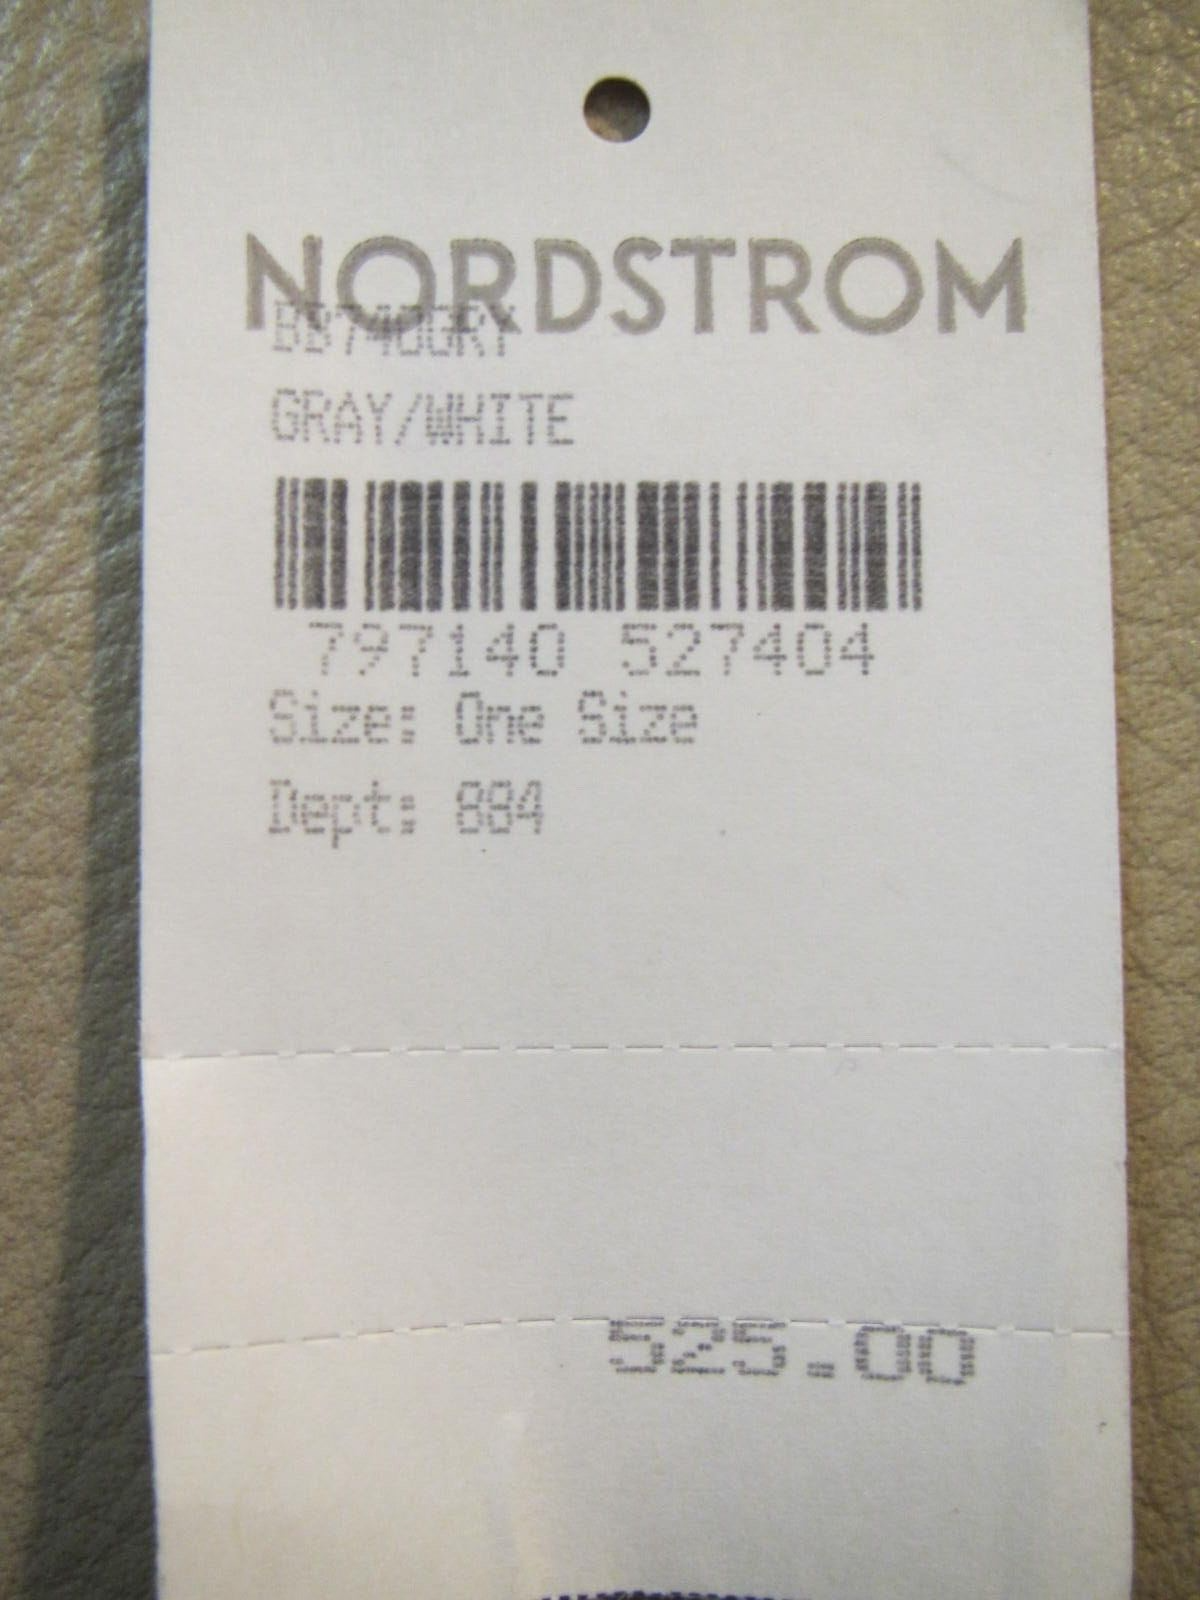 NORDSTROM
BB740GRY
GRAY/WHITE
797140 527404
Size: One Size
Dept: 884
525.00